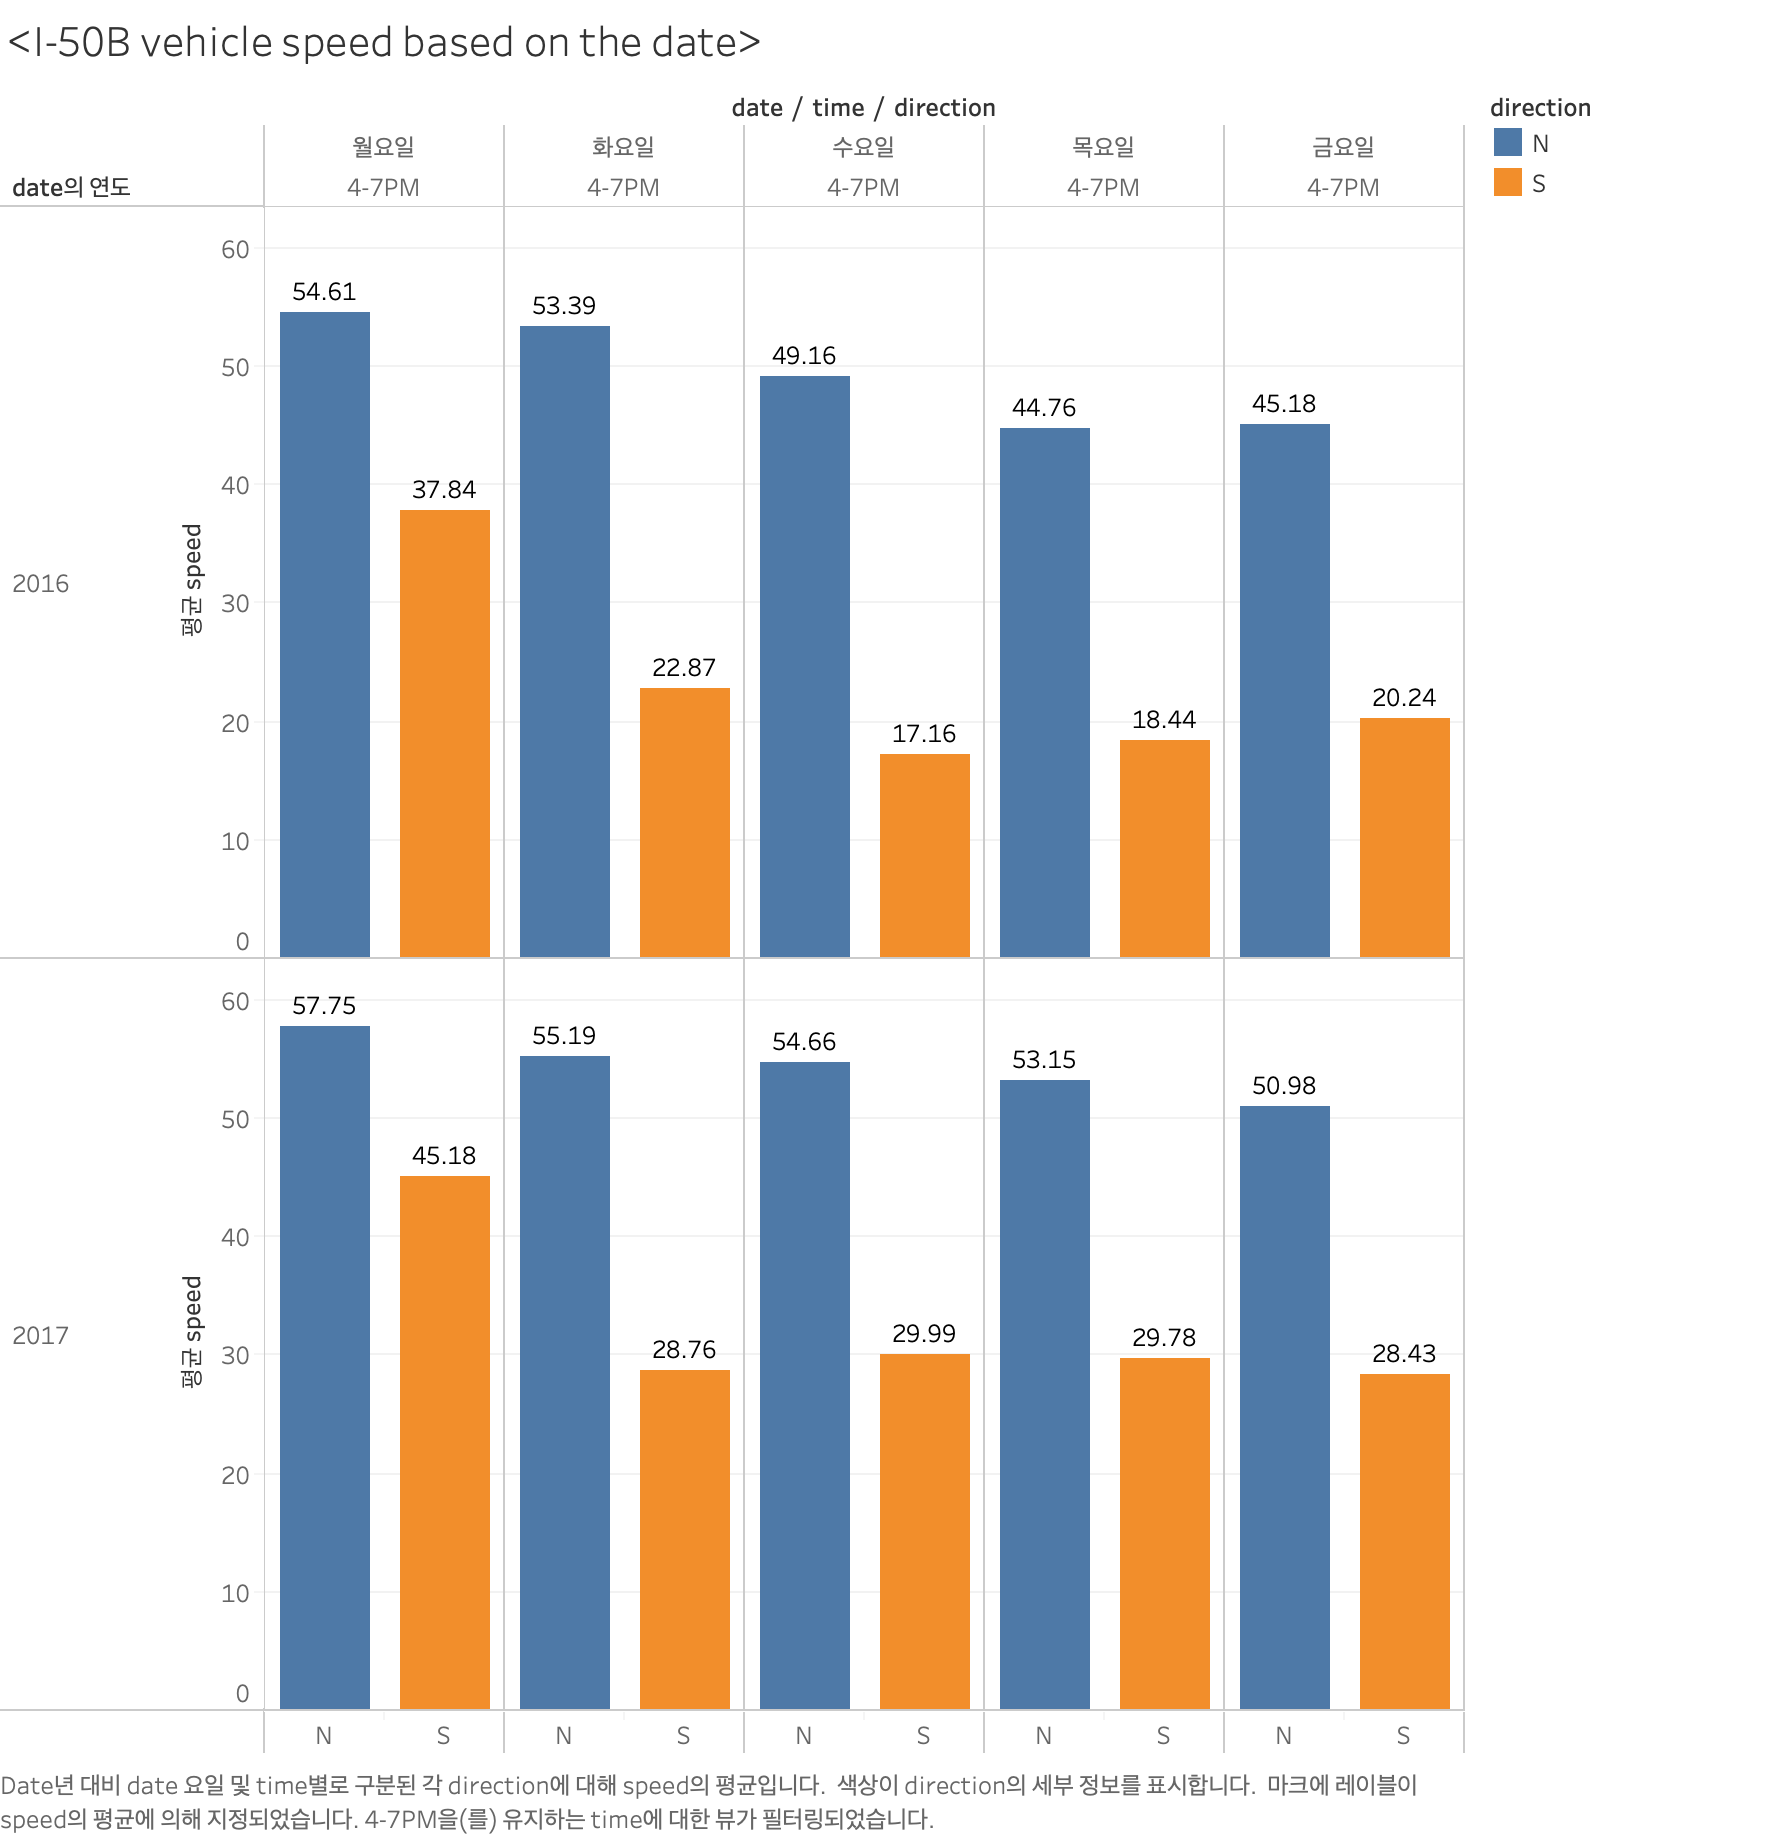 <I-50B vehicle speed based on the date>
date / time / direction
direction
월요일 화요일 수요일 목요일 금요일
N
date의 연도 4-7PM 4-7PM 4-7PM 4-7PM 4-7PM
S
60
54.61 53.39
50
49.16
44.76 45.18
40
37.84
2016
평균 speed
30
22.87
20
17.16 18.44 20.24
10
0
60
57.75 55.19 54.66 53.15 50.98
50
45.18
40
2017
평균 speed
30
28.76 29.99 29.78 28.43
20
10
0
N S N S N S N S N S
Date년 대비 date 요일 및 time별로 구분된 각 direction에 대해 speed의 평균입니다.  색상이 direction의 세부 정보를 표시합니다.  마크에 레이블이
speed의 평균에 의해 지정되었습니다. 4-7PM을(를) 유지하는 time에 대한 뷰가 필터링되었습니다.